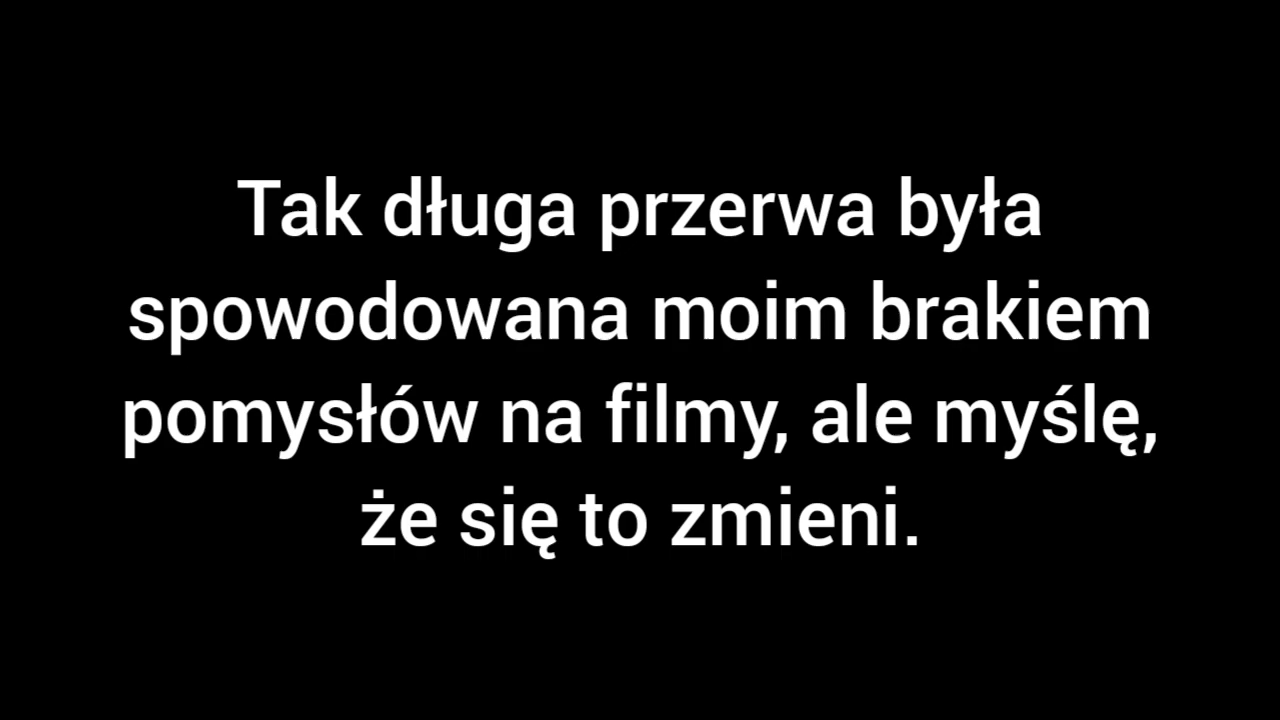 Tak długa przerwa była
spowodowana moim brakiem
pomysłów na filmy, ale myślę,
że się to zmieni.